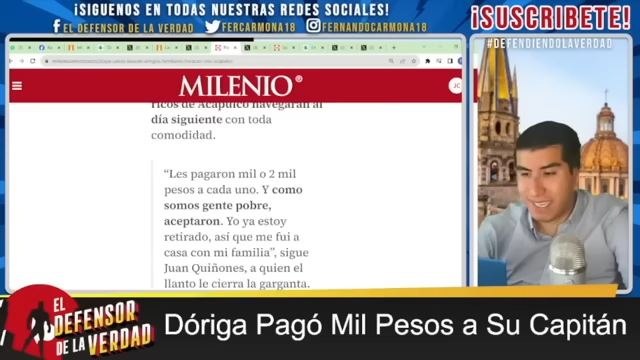 ¡SIGUENOS EN TODAS NUESTRAS REDES SOCIALES!
EL DEFENSOR DE LA VERDAD
FERCARMONA18
FERNANDOCARMONA18
¡SUSCRIBETE!
#DEFENDIENDOLAVERDAD
MILENIO®
JC
ricos de Acapulco navegaran al
día siguiente con toda
comodidad.
“Les pagaron mil o 2 mil
pesos a cada uno. Y como
somos gente pobre,
aceptaron. Yo ya estoy
retirado, así que me fui a
casa con mi familia”, sigue
Juan Quiñones, a quien el
llanto le cierra la garganta.
EL
DEFENSOR
DE LA VERDAD
Dóriga Pagó Mil Pesos a Su Capitán